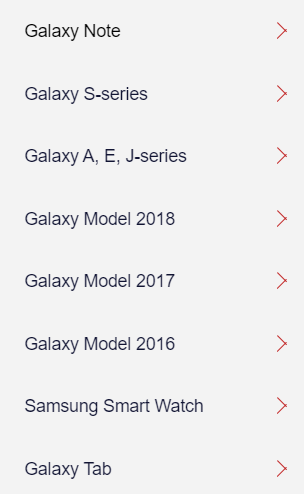 Galaxy Note
Galaxy S-series
Galaxy A, E, J-series
Galaxy Model 2018
Galaxy Model 2017
Galaxy Model 2016
Samsung Smart Watch
Galaxy Tab